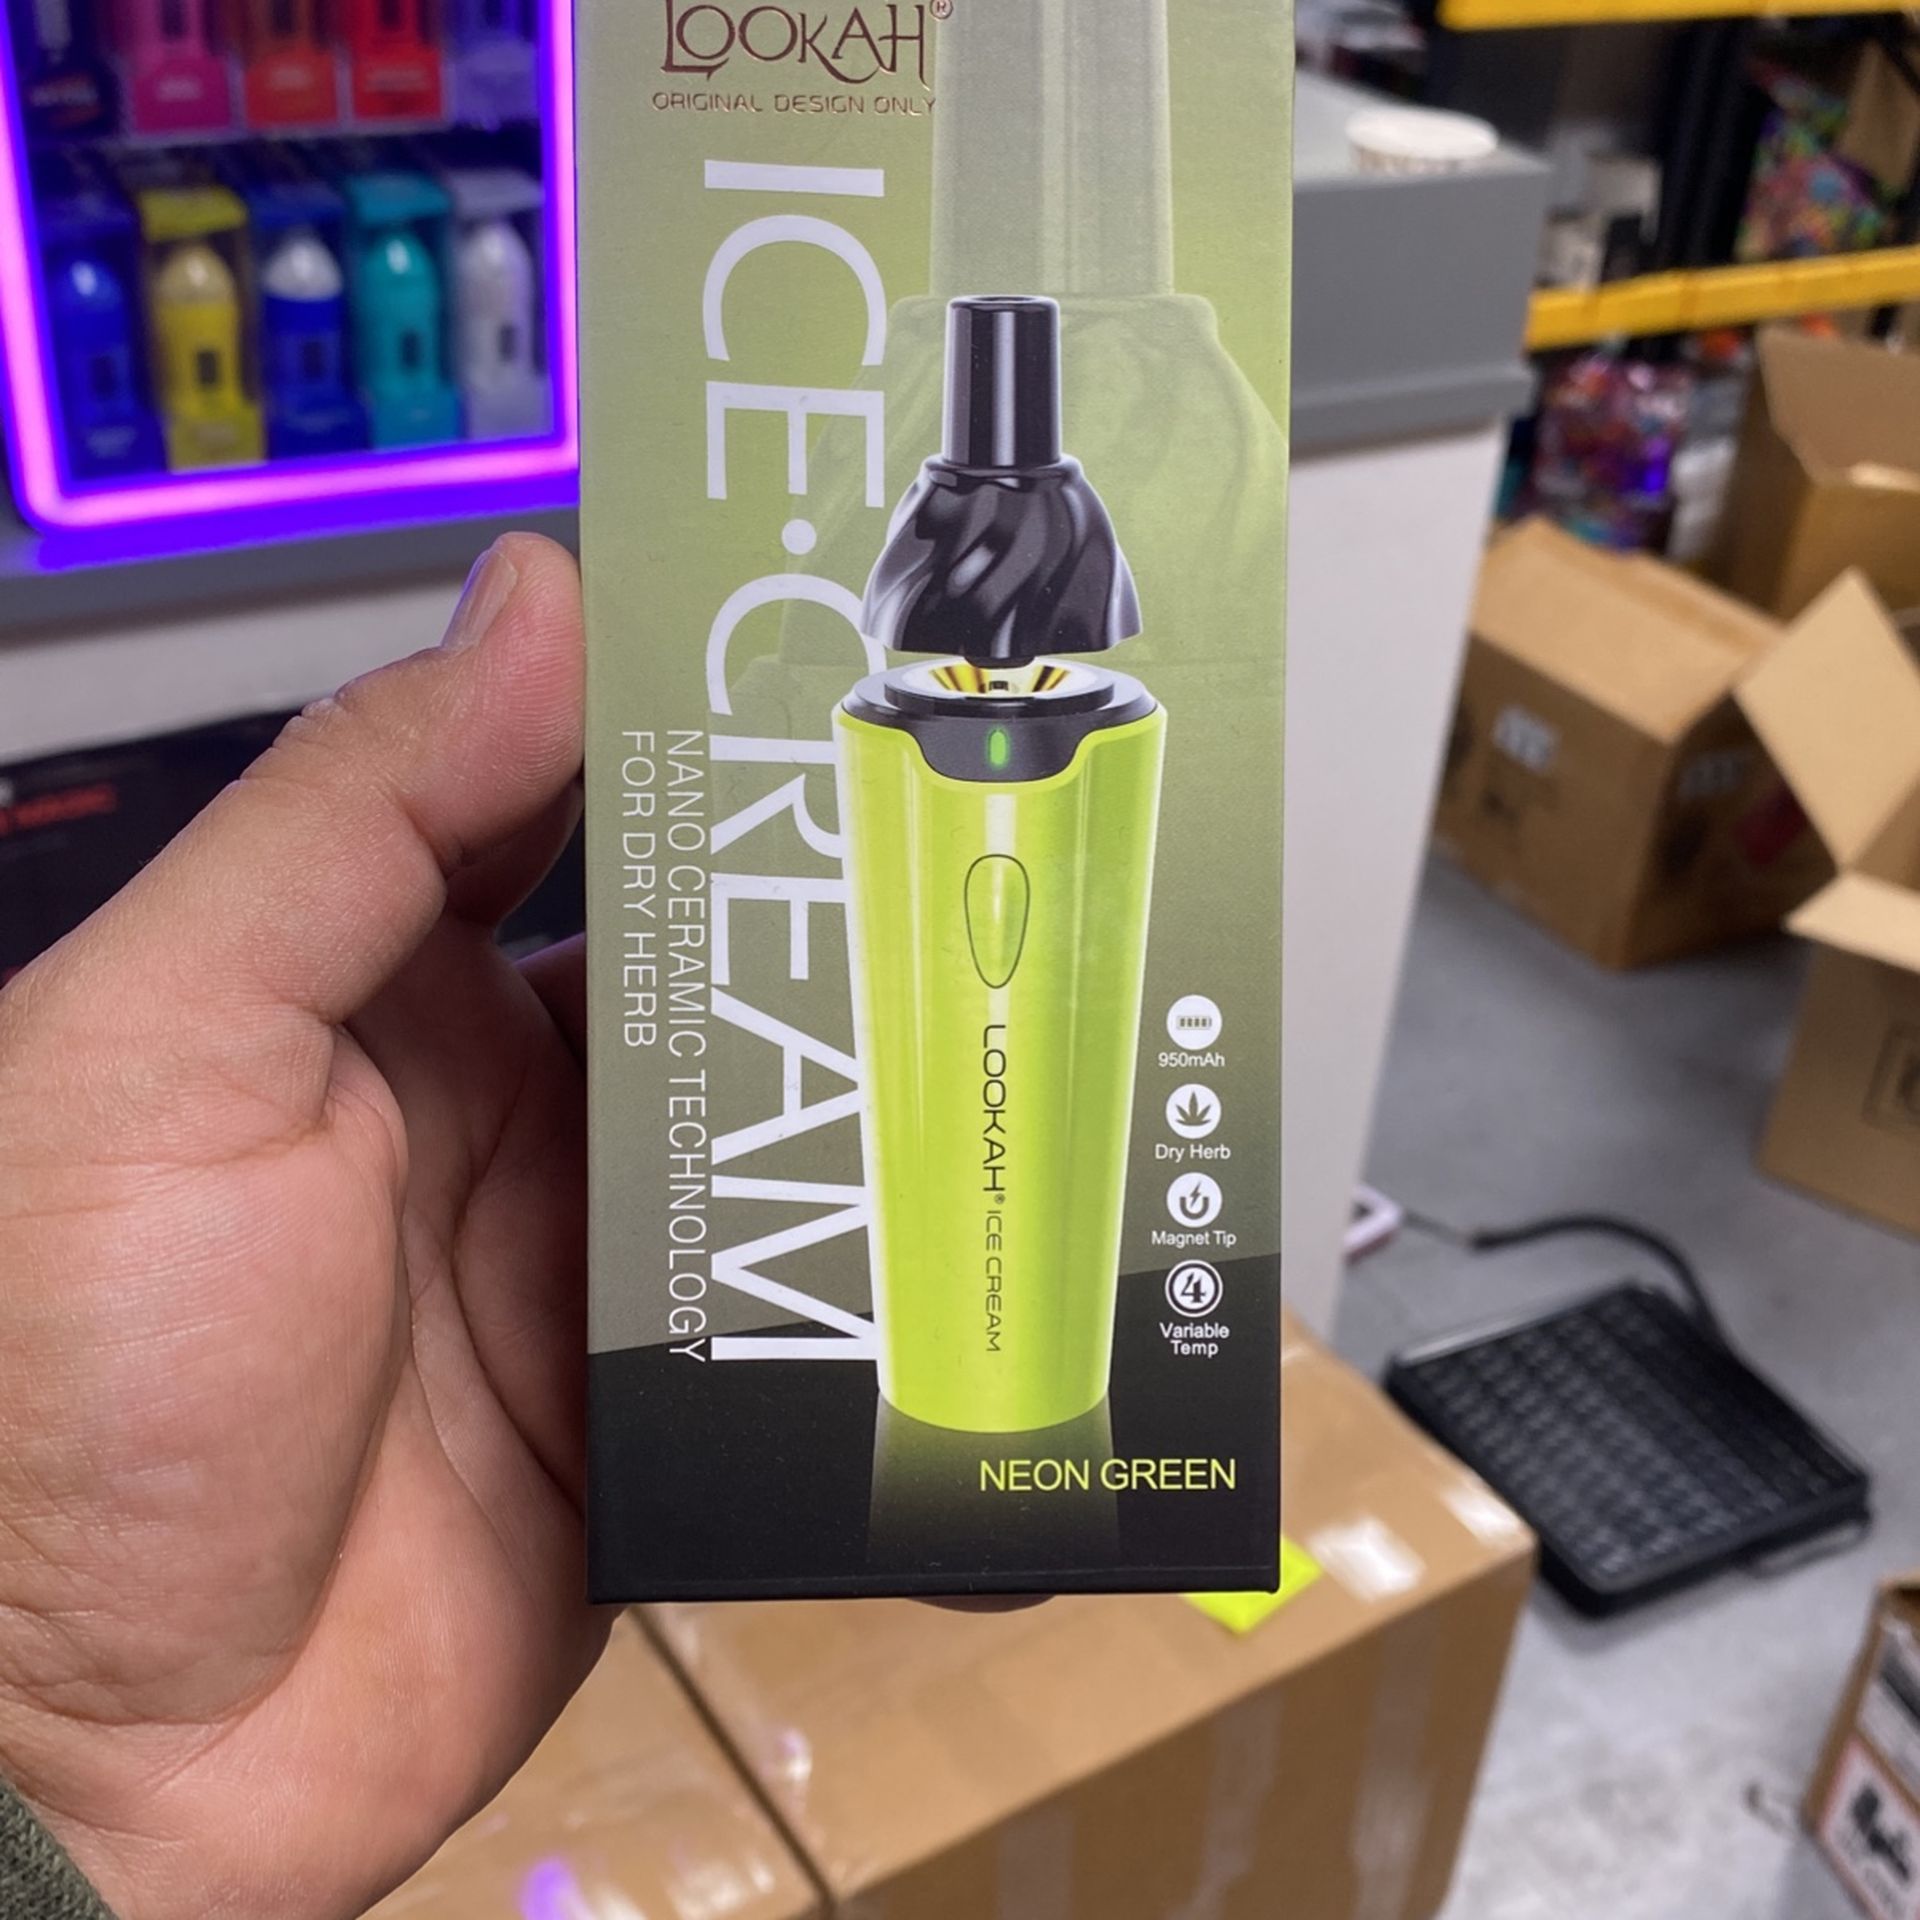 LOOKAH®
ORIGINAL DESIGN ONLY
ICE·CREAM
NANO CERAMIC TECHNOLOGY
FOR DRY HERB
LOOKAH® ICE CREAM
950mAh
Dry Herb
Magnet Tip
4
Variable
Temp
NEON GREEN